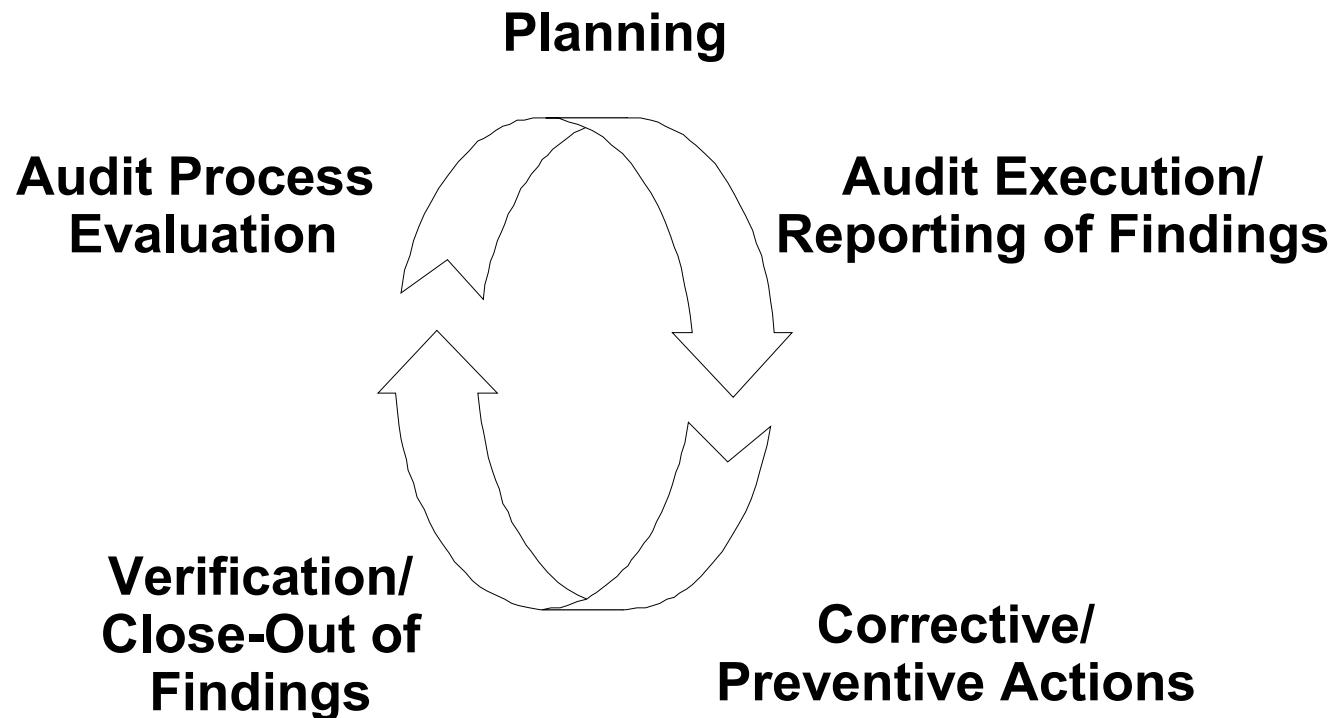 Planning
Audit Process
Evaluation
Audit Execution/
Reporting of Findings
Verification/
Close-Out of
Findings
Corrective/
Preventive Actions